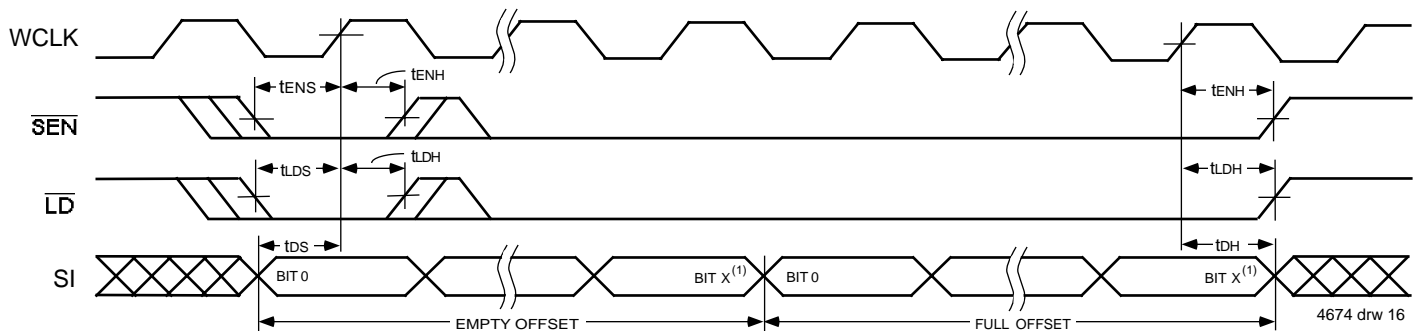 WCLK
tENH
tENS
tENH
SEN
tLDH
tLDS
tLDH
LD
tDS
tDH
SI
BIT 0
BIT X(1)
BIT 0
BIT X(1)
EMPTY OFFSET
FULL OFFSET
4674 drw 16